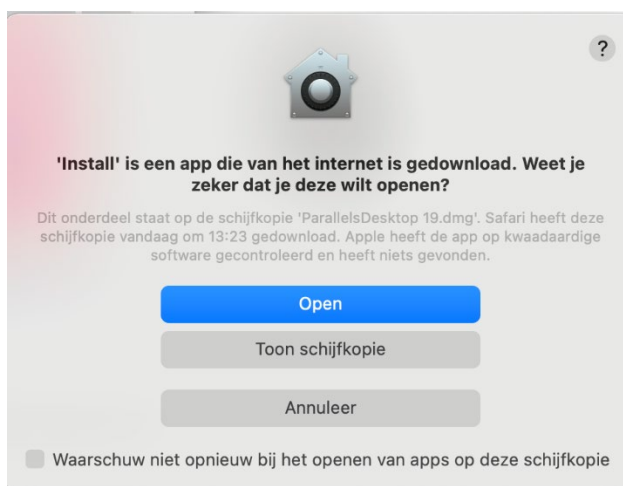 ?
'Install' is een app die van het internet is gedownload. Weet je
zeker dat je deze wilt openen?
Dit onderdeel staat op de schijfkopie 'ParallelsDesktop 19.dmg'. Safari heeft deze
schijfkopie vandaag om 13:23 gedownload. Apple heeft de app op kwaadaardige
software gecontroleerd en heeft niets gevonden.
Open
Toon schijfkopie
Annuleer
Waarschuw niet opnieuw bij het openen van apps op deze schijfkopie